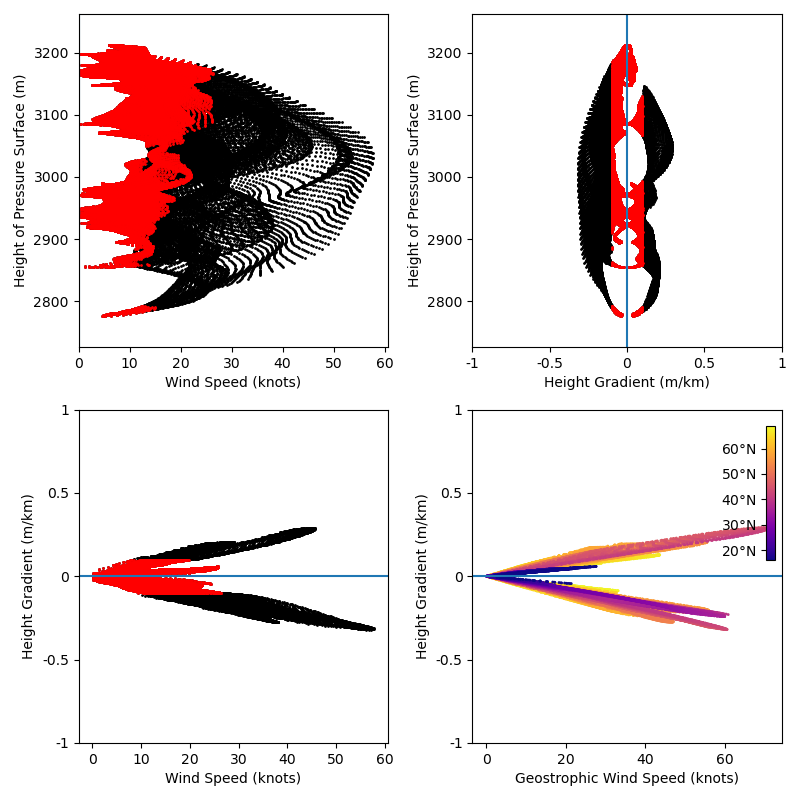 3200
3100
3000
2900
2800
Height of Pressure Surface (m)
0 10 20 30 40 50 60
Wind Speed (knots)
3200
3100
3000
2900
2800
Height of Pressure Surface (m)
-1 -0.5 0 0.5 1
Height Gradient (m/km)
1
0.5
0
-0.5
-1
Height Gradient (m/km)
0 10 20 30 40 50 60
Wind Speed (knots)
1
0.5
0
-0.5
-1
Height Gradient (m/km)
60°N
50°N
40°N
30°N
20°N
0 20 40 60
Geostrophic Wind Speed (knots)